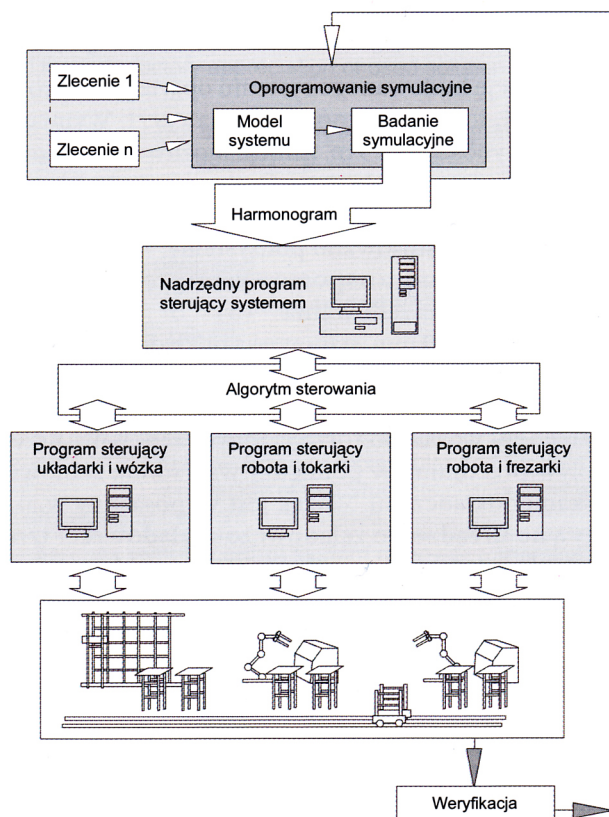 Zlecenie 1
Zlecenie n
Oprogramowanie symulacyjne
Model
systemu
Badanie
symulacyjne
Harmonogram
Nadrzędny program
sterujący systemem
Algorytm sterowania
Program sterujący
układarki i wózka
Program sterujący
robota i tokarki
Program sterujący
robota i frezarki
Weryfikacja